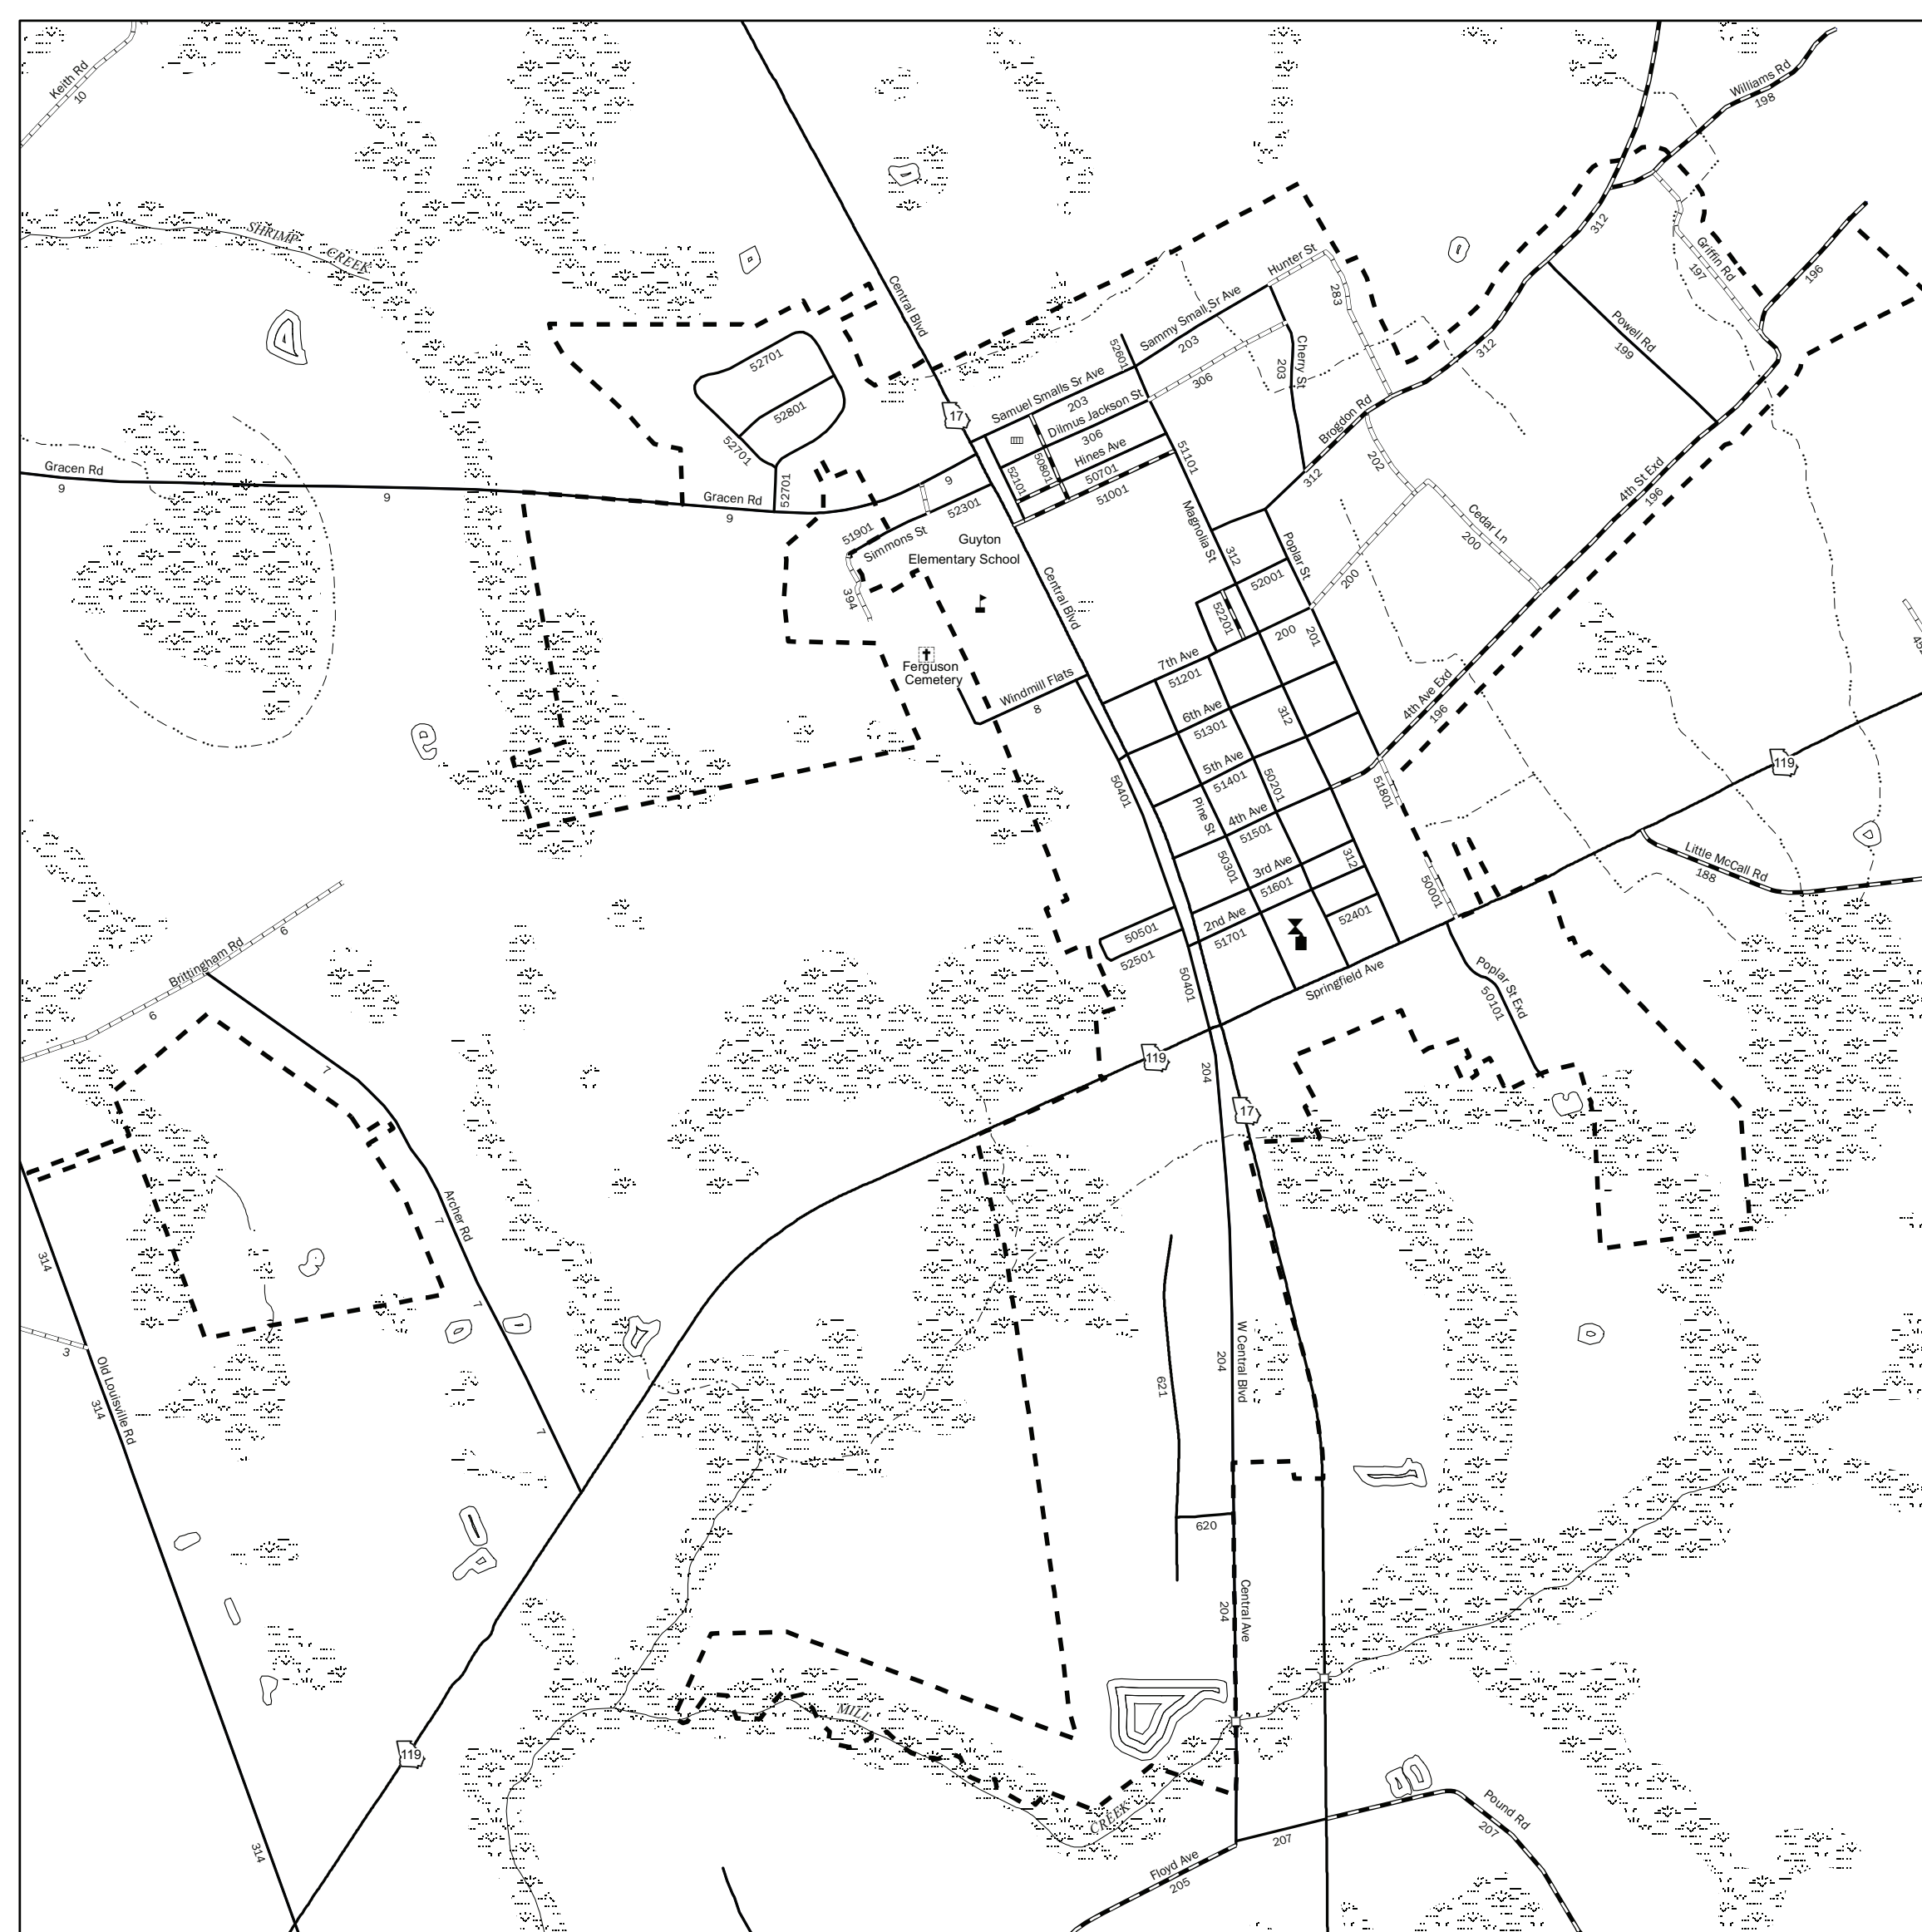 Keith Rd
10
Williams Rd
198
SHRIMP
CREEK
312
Griffin Rd
197
196
Hunter St
283
Central Blvd
Sammy Small Sr Ave
203
52601
Cherry St
203
312
Powell Rd
199
52701
52801
52701
52701
17
Samuel Smalls Sr Ave
203
Dilmus Jackson St
306
306
Hines Ave
50701
51001
52101
50801
51101
Brogdon Rd
312
202
4th St Exd
196
Gracen Rd
9
9
Gracen Rd
9
9
52301
51901
Simmons St
394
Guyton
Elementary School
Magnolia St
312
Poplar St
52001
52201
200
201
200
Cedar Ln
200
Central Blvd
Ferguson
Cemetery
Windmill Flats
8
7th Ave
51201
6th Ave
51301
312
5th Ave
51401
50201
4th Ave
51501
4th Ave Exd
196
119
50401
Pine St
50301
51801
50001
312
3rd Ave
51601
2nd Ave
51701
52401
50501
52501
50401
Springfield Ave
Little McCall Rd
188
Poplar St Exd
50101
Brittingham Rd
6
6
7
Archer Rd
7
7
7
119
204
17
314
3
Old Louisville Rd
314
314
621
204
W Central Blvd
620
204
Central Ave
MILL
CREEK
119
Floyd Ave
205
207
Pound Rd
207